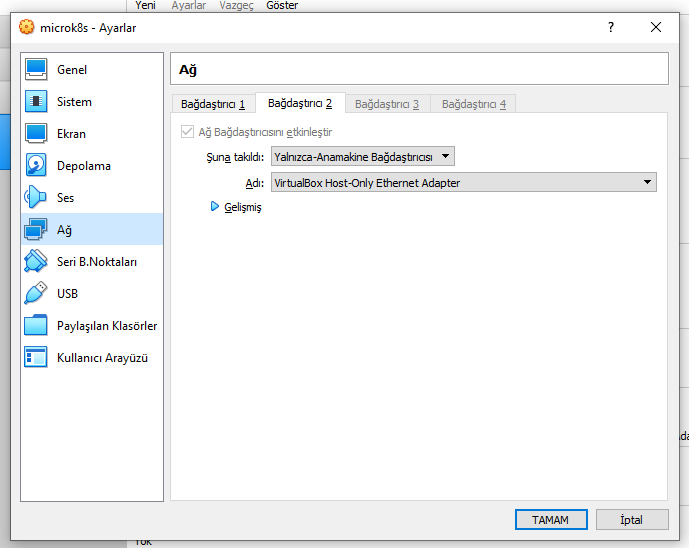 Yeni Ayarlar Vazgeç Göster
microk8s - Ayarlar
Genel
Sistem
Ekran
Depolama
Ses
Ağ
Seri B.Noktaları
USB
Paylaşılan Klasörler
Kullanıcı Arayüzü
Ağ
Bağdaştırıcı 1 Bağdaştırıcı 2 Bağdaştırıcı 3 Bağdaştırıcı 4
Ağ Bağdaştırıcısını etkinleştir
Şuna takıldı: Yalnızca-Anamakine Bağdaştırıcısı
Adı: VirtualBox Host-Only Ethernet Adapter
Gelişmiş
TAMAM İptal
Yok